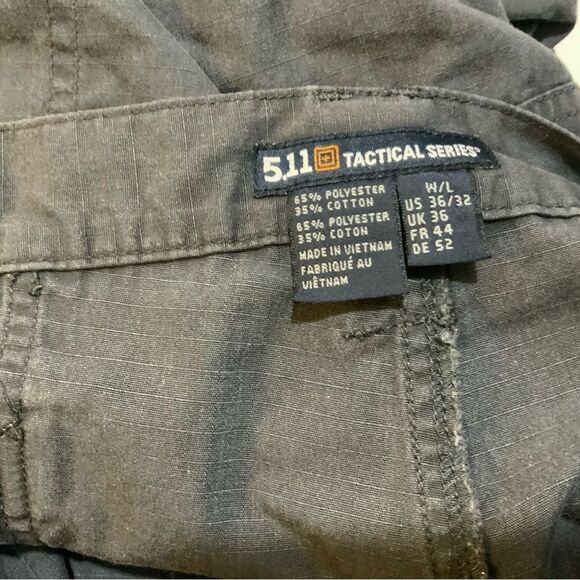 5.11 TACTICAL SERIES®
65% POLYESTER
35% COTTON
65% POLYESTER
35% COTON
MADE IN VIETNAM
FABRIQUÉ AU
VIÊTNAM
W/L
US 36/32
UK 36
FR 44
DE 52